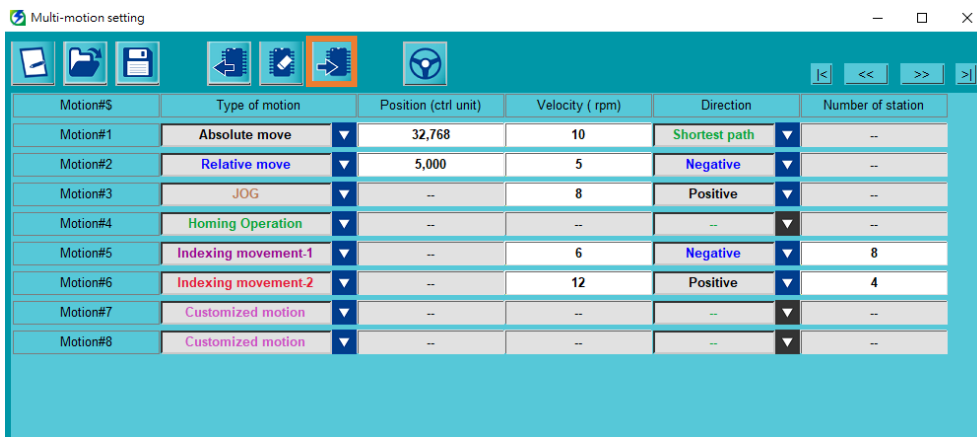 Multi-motion setting
|< << >> >|
Motion#$ Type of motion Position (ctrl unit) Velocity ( rpm) Direction Number of station
Motion#1 Absolute move 32,768 10 Shortest path --
Motion#2 Relative move 5,000 5 Negative --
Motion#3 JOG -- 8 Positive --
Motion#4 Homing Operation -- -- -- --
Motion#5 Indexing movement-1 -- 6 Negative 8
Motion#6 Indexing movement-2 -- 12 Positive 4
Motion#7 Customized motion -- -- -- --
Motion#8 Customized motion -- -- -- --